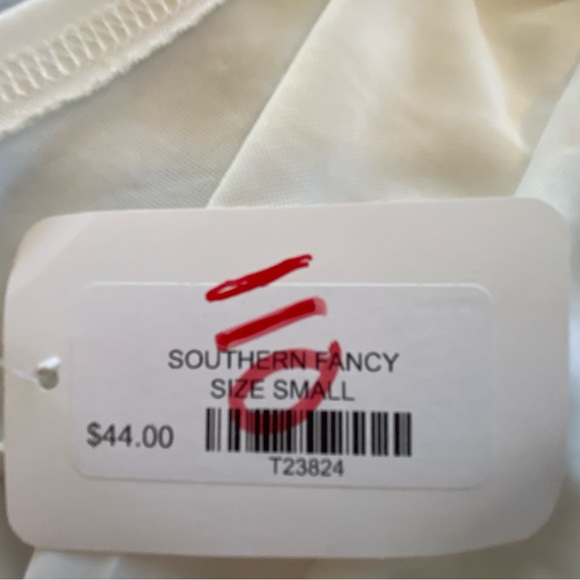 SOUTHERN FANCY
SIZE SMALL
$44.00
T23824